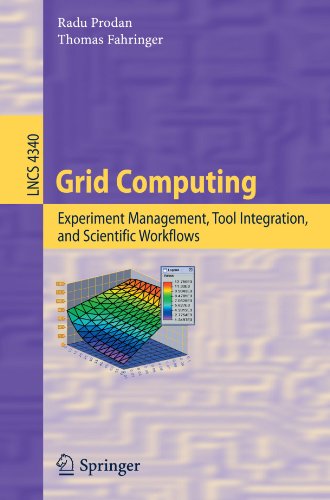 Radu Prodan
Thomas Fahringer
LNCS 4340
Grid Computing
Experiment Management, Tool Integration,
and Scientific Workflows
Springer